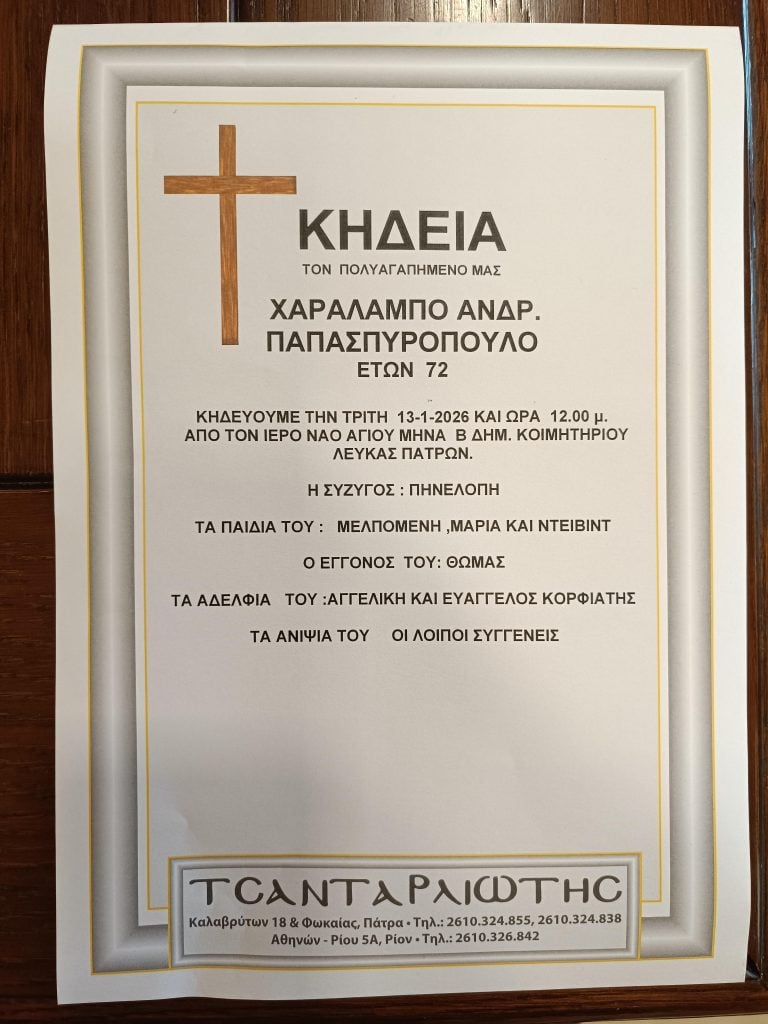 ΚΗΔΕΙΑ
ΤΟΝ ΠΟΛΥΑΓΑΠΗΜΕΝΟ ΜΑΣ
ΧΑΡΑΛΑΜΠΟ ΑΝΔΡ.
ΠΑΠΑΣΠΥΡΟΠΟΥΛΟ
ΕΤΩΝ 72
ΚΗΔΕΥΟΥΜΕ ΤΗΝ ΤΡΙΤΗ 13-1-2026 ΚΑΙ ΩΡΑ 12.00 μ.
ΑΠΟ ΤΟΝ ΙΕΡΟ ΝΑΟ ΑΓΙΟΥ ΜΗΝΑ Β ΔΗΜ. ΚΟΙΜΗΤΗΡΙΟΥ
ΛΕΥΚΑΣ ΠΑΤΡΩΝ.
Η ΣΥΖΥΓΟΣ : ΠΗΝΕΛΟΠΗ
ΤΑ ΠΑΙΔΙΑ ΤΟΥ : ΜΕΛΠΟΜΕΝΗ ,ΜΑΡΙΑ ΚΑΙ ΝΤΕΙΒΙΝΤ
Ο ΕΓΓΟΝΟΣ ΤΟΥ: ΘΩΜΑΣ
ΤΑ ΑΔΕΛΦΙΑ ΤΟΥ :ΑΓΓΕΛΙΚΗ ΚΑΙ ΕΥΑΓΓΕΛΟΣ ΚΟΡΦΙΑΤΗΣ
ΤΑ ΑΝΙΨΙΑ ΤΟΥ ΟΙ ΛΟΙΠΟΙ ΣΥΓΓΕΝΕΙΣ
ΤСΑΝΤΑΡΛΙΩΤΗС
Καλαβρύτων 18 & Φωκαίας, Πάτρα • Τηλ.: 2610.324.855, 2610.324.838
Αθηνών - Ρίου 5Α, Ρίον • Τηλ.: 2610.326.842